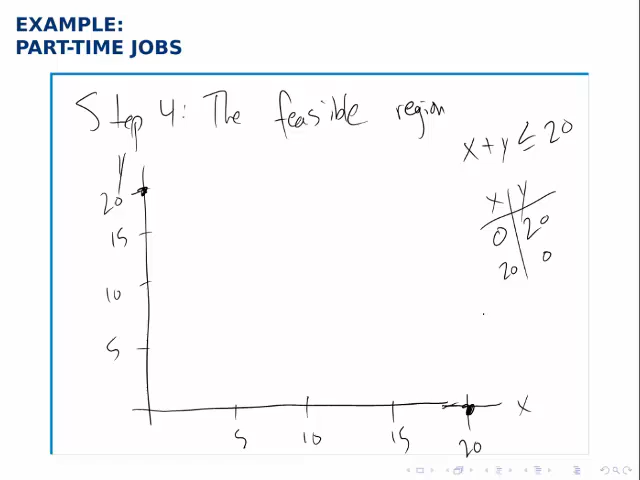 EXAMPLE:
PART-TIME JOBS
Step 4: The feasible region
x + y ≤ 20
x y
0 20
20 0
y
20
15
10
5
5 10 15 20
x